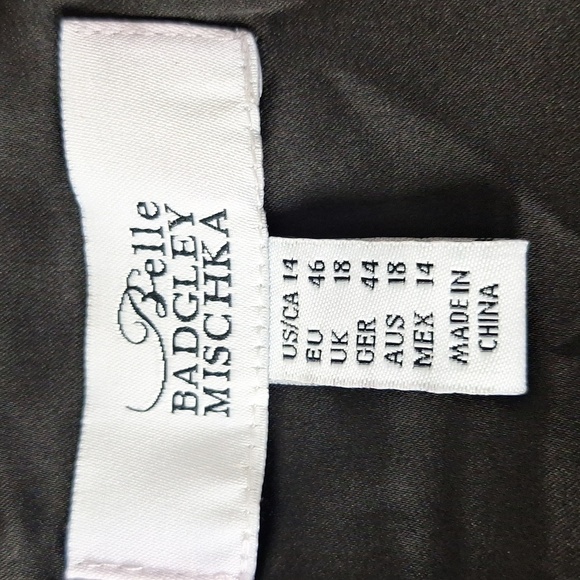 Belle
BADGLEY
MISCHKA
US/CA 14
EU 46
UK 18
GER 44
AUS 18
MEX 14
MADE IN
CHINA